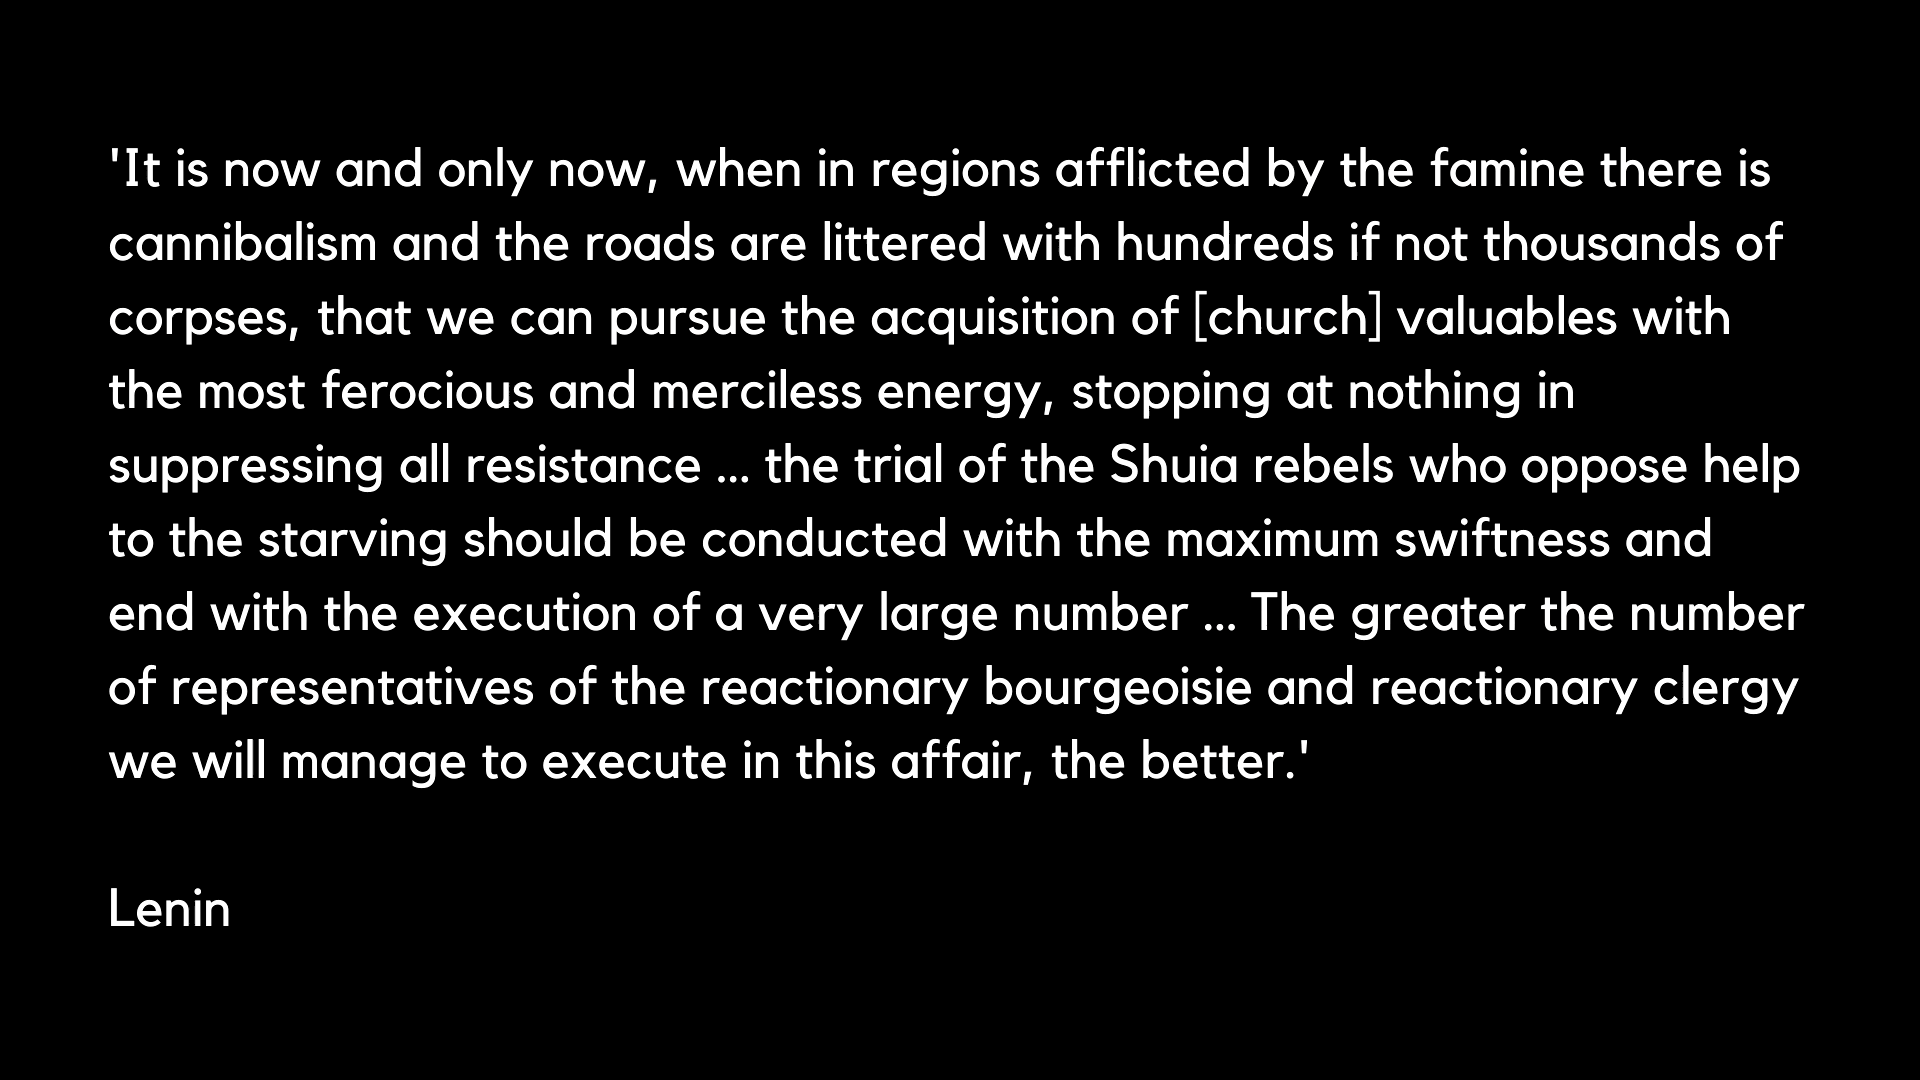 'It is now and only now, when in regions afflicted by the famine there is
cannibalism and the roads are littered with hundreds if not thousands of
corpses, that we can pursue the acquisition of [church] valuables with
the most ferocious and merciless energy, stopping at nothing in
suppressing all resistance ... the trial of the Shuia rebels who oppose help
to the starving should be conducted with the maximum swiftness and
end with the execution of a very large number ... The greater the number
of representatives of the reactionary bourgeoisie and reactionary clergy
we will manage to execute in this affair, the better.'
Lenin